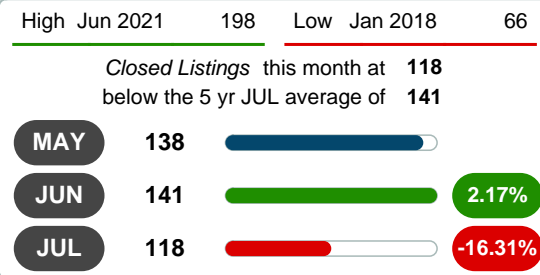 High Jun 2021 198 Low Jan 2018 66
Closed Listings this month at 118
below the 5 yr JUL average of 141
MAY 138
JUN 141 2.17%
JUL 118 -16.31%